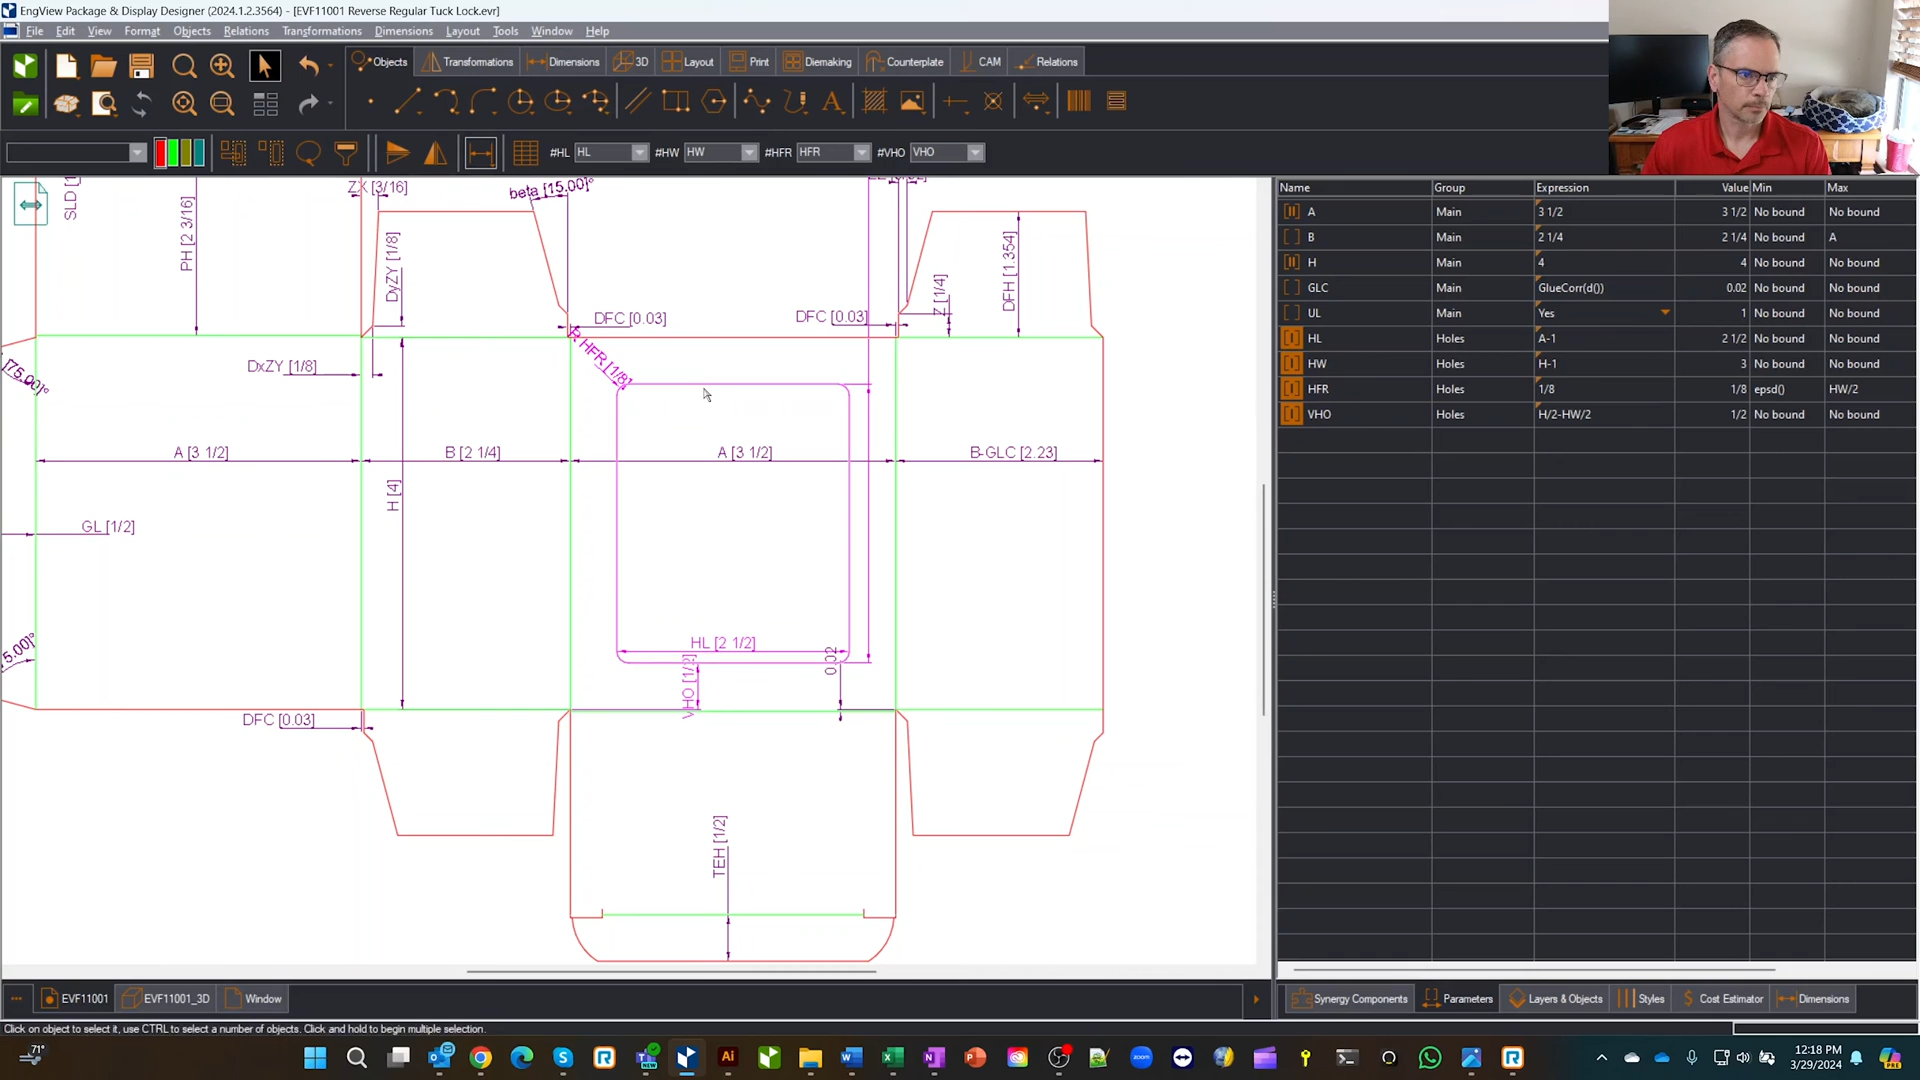 EngView Package & Display Designer (2024.1.2.3564) - [EVF11001 Reverse Regular Tuck Lock.evr]
File Edit View Format Objects Relations Transformations Dimensions Layout Tools Window Help
Objects Transformations Dimensions 3D Layout Print Diemaking Counterplate CAM Relations
#HL HL #HW HW #HFR HFR #VHO VHO
ZX [3/16]
beta [15.00]°
PH [2 3/16]
DyZY [1/8]
DFH [1.354]
Z [1/4]
DFC [0.03]
DFC [0.03]
R HFR [1/8]
DxZY [1/8]
[75.00]°
A [3 1/2]
B [2 1/4]
A [3 1/2]
B-GLC [2.23]
H [4]
GL [1/2]
HL [2 1/2]
VHO [1/2]
0.02
DFC [0.03]
TEH [1/2]
Name Group Expression Value Min Max
A Main 3 1/2 3 1/2 No bound No bound
B Main 2 1/4 2 1/4 No bound A
H Main 4 4 No bound No bound
GLC Main GlueCorr(d()) 0.02 No bound No bound
UL Main Yes 1 No bound No bound
HL Holes A-1 2 1/2 No bound No bound
HW Holes H-1 3 No bound No bound
HFR Holes 1/8 1/8 epsd() HW/2
VHO Holes H/2-HW/2 1/2 No bound No bound
EVF11001 EVF11001_3D Window
Synergy Components Parameters Layers & Objects Styles Cost Estimator Dimensions
Click on object to select it, use CTRL to select a number of objects. Click and hold to begin multiple selection.
71°
12:18 PM
3/29/2024